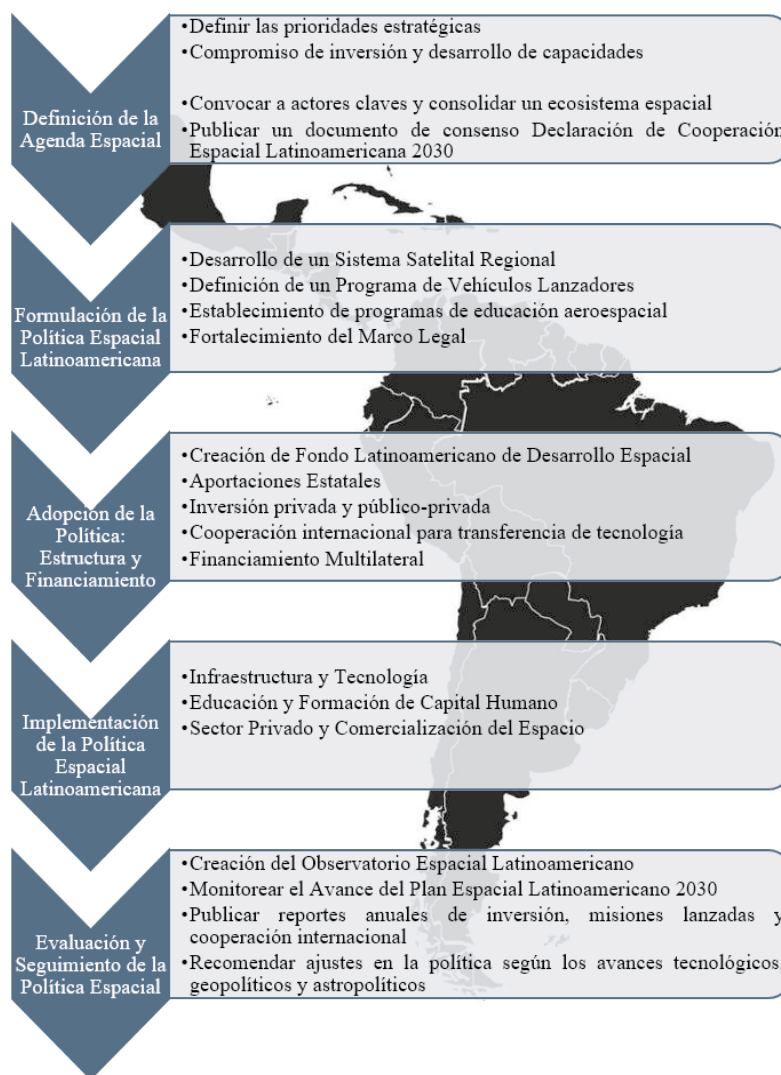 Definición de la
Agenda Espacial
•Definir las prioridades estratégicas
•Compromiso de inversión y desarrollo de capacidades
•Convocar a actores claves y consolidar un ecosistema espacial
•Publicar un documento de consenso Declaración de Cooperación
Espacial Latinoamericana 2030
Formulación de la
Política Espacial
Latinoamericana
•Desarrollo de un Sistema Satelital Regional
•Definición de un Programa de Vehículos Lanzadores
•Establecimiento de programas de educación aeroespacial
•Fortalecimiento del Marco Legal
Adopción de la
Política:
Estructura y
Financiamiento
•Creación de Fondo Latinoamericano de Desarrollo Espacial
•Aportaciones Estatales
•Inversión privada y público-privada
•Cooperación internacional para transferencia de tecnología
•Financiamiento Multilateral
Implementación
de la Política
Espacial
Latinoamericana
•Infraestructura y Tecnología
•Educación y Formación de Capital Humano
•Sector Privado y Comercialización del Espacio
Evaluación y
Seguimiento de la
Política Espacial
•Creación del Observatorio Espacial Latinoamericano
•Monitorear el Avance del Plan Espacial Latinoamericano 2030
•Publicar reportes anuales de inversión, misiones lanzadas y
cooperación internacional
•Recomendar ajustes en la política según los avances tecnológicos,
geopolíticos y astropolíticos